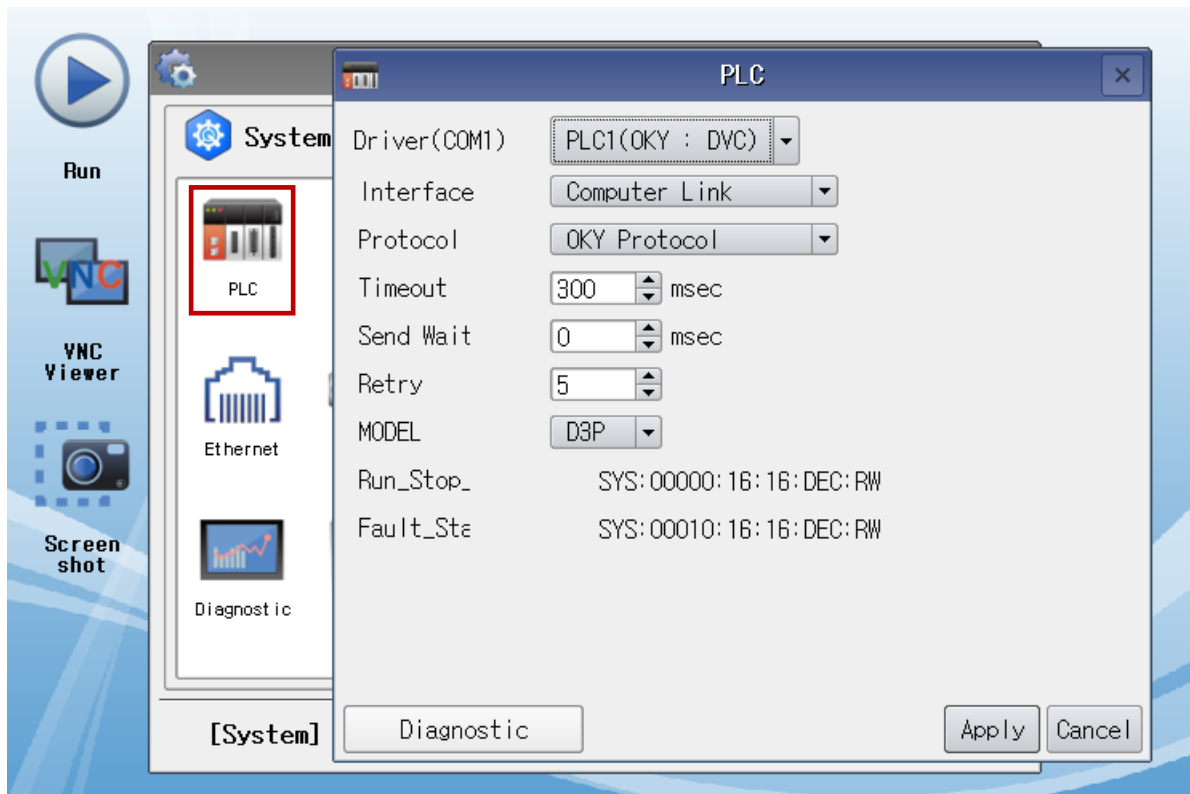 Run
VNC
VNC
Viewer
Screen
shot
System
PLC
Ethernet
Diagnostic
[System]
PLC
Driver(COM1) PLC1(OKY : DVC)
Interface Computer Link
Protocol OKY Protocol
Timeout 300 msec
Send Wait 0 msec
Retry 5
MODEL D3P
Run_Stop_ SYS:00000:16:16:DEC:RW
Fault_Sta SYS:00010:16:16:DEC:RW
Diagnostic Apply Cancel